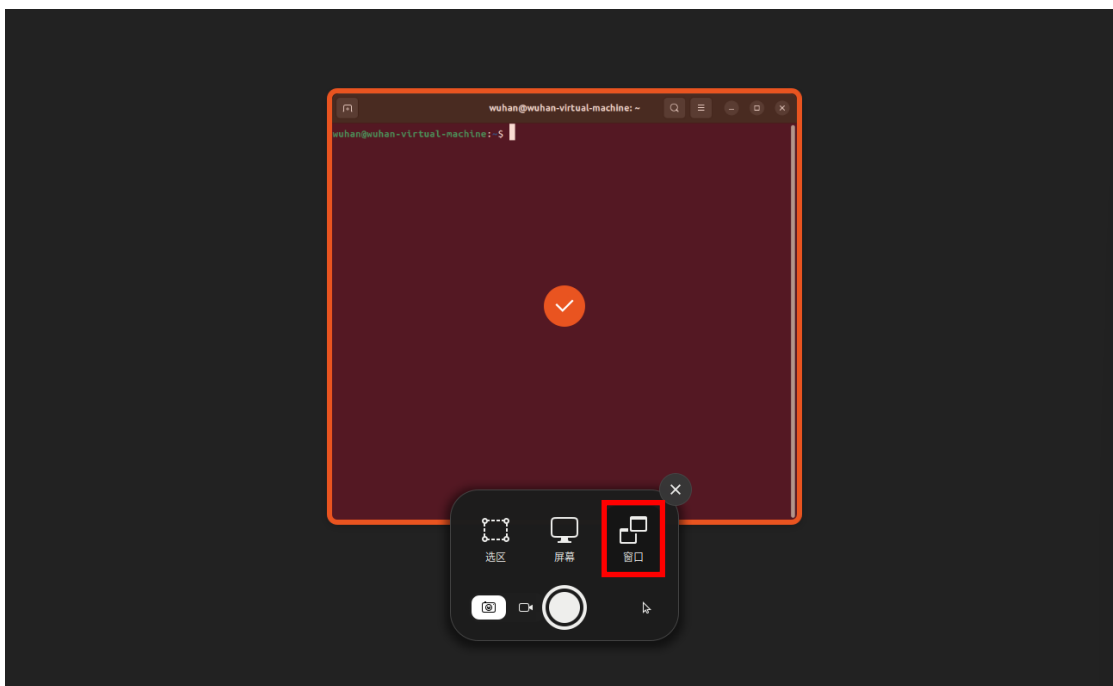 wuhan@wuhan-virtual-machine: ~
wuhan@wuhan-virtual-machine:~$
选区
屏幕
窗口